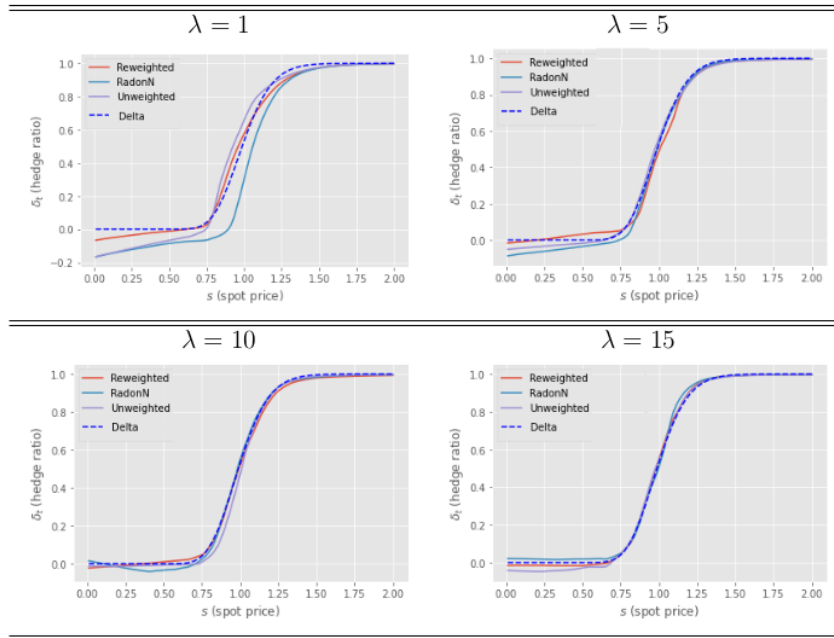 λ = 1
λ = 5
1.0
0.8
0.6
0.4
0.2
0.0
−0.2
Reweighted
RadonN
Unweighted
Delta
δt (hedge ratio)
0.00 0.25 0.50 0.75 1.00 1.25 1.50 1.75 2.00
s (spot price)
1.0
0.8
0.6
0.4
0.2
0.0
Reweighted
RadonN
Unweighted
Delta
δt (hedge ratio)
0.00 0.25 0.50 0.75 1.00 1.25 1.50 1.75 2.00
s (spot price)
λ = 10
λ = 15
1.0
0.8
0.6
0.4
0.2
0.0
Reweighted
RadonN
Unweighted
Delta
δt (hedge ratio)
0.00 0.25 0.50 0.75 1.00 1.25 1.50 1.75 2.00
s (spot price)
1.0
0.8
0.6
0.4
0.2
0.0
Reweighted
RadonN
Unweighted
Delta
δt (hedge ratio)
0.00 0.25 0.50 0.75 1.00 1.25 1.50 1.75 2.00
s (spot price)